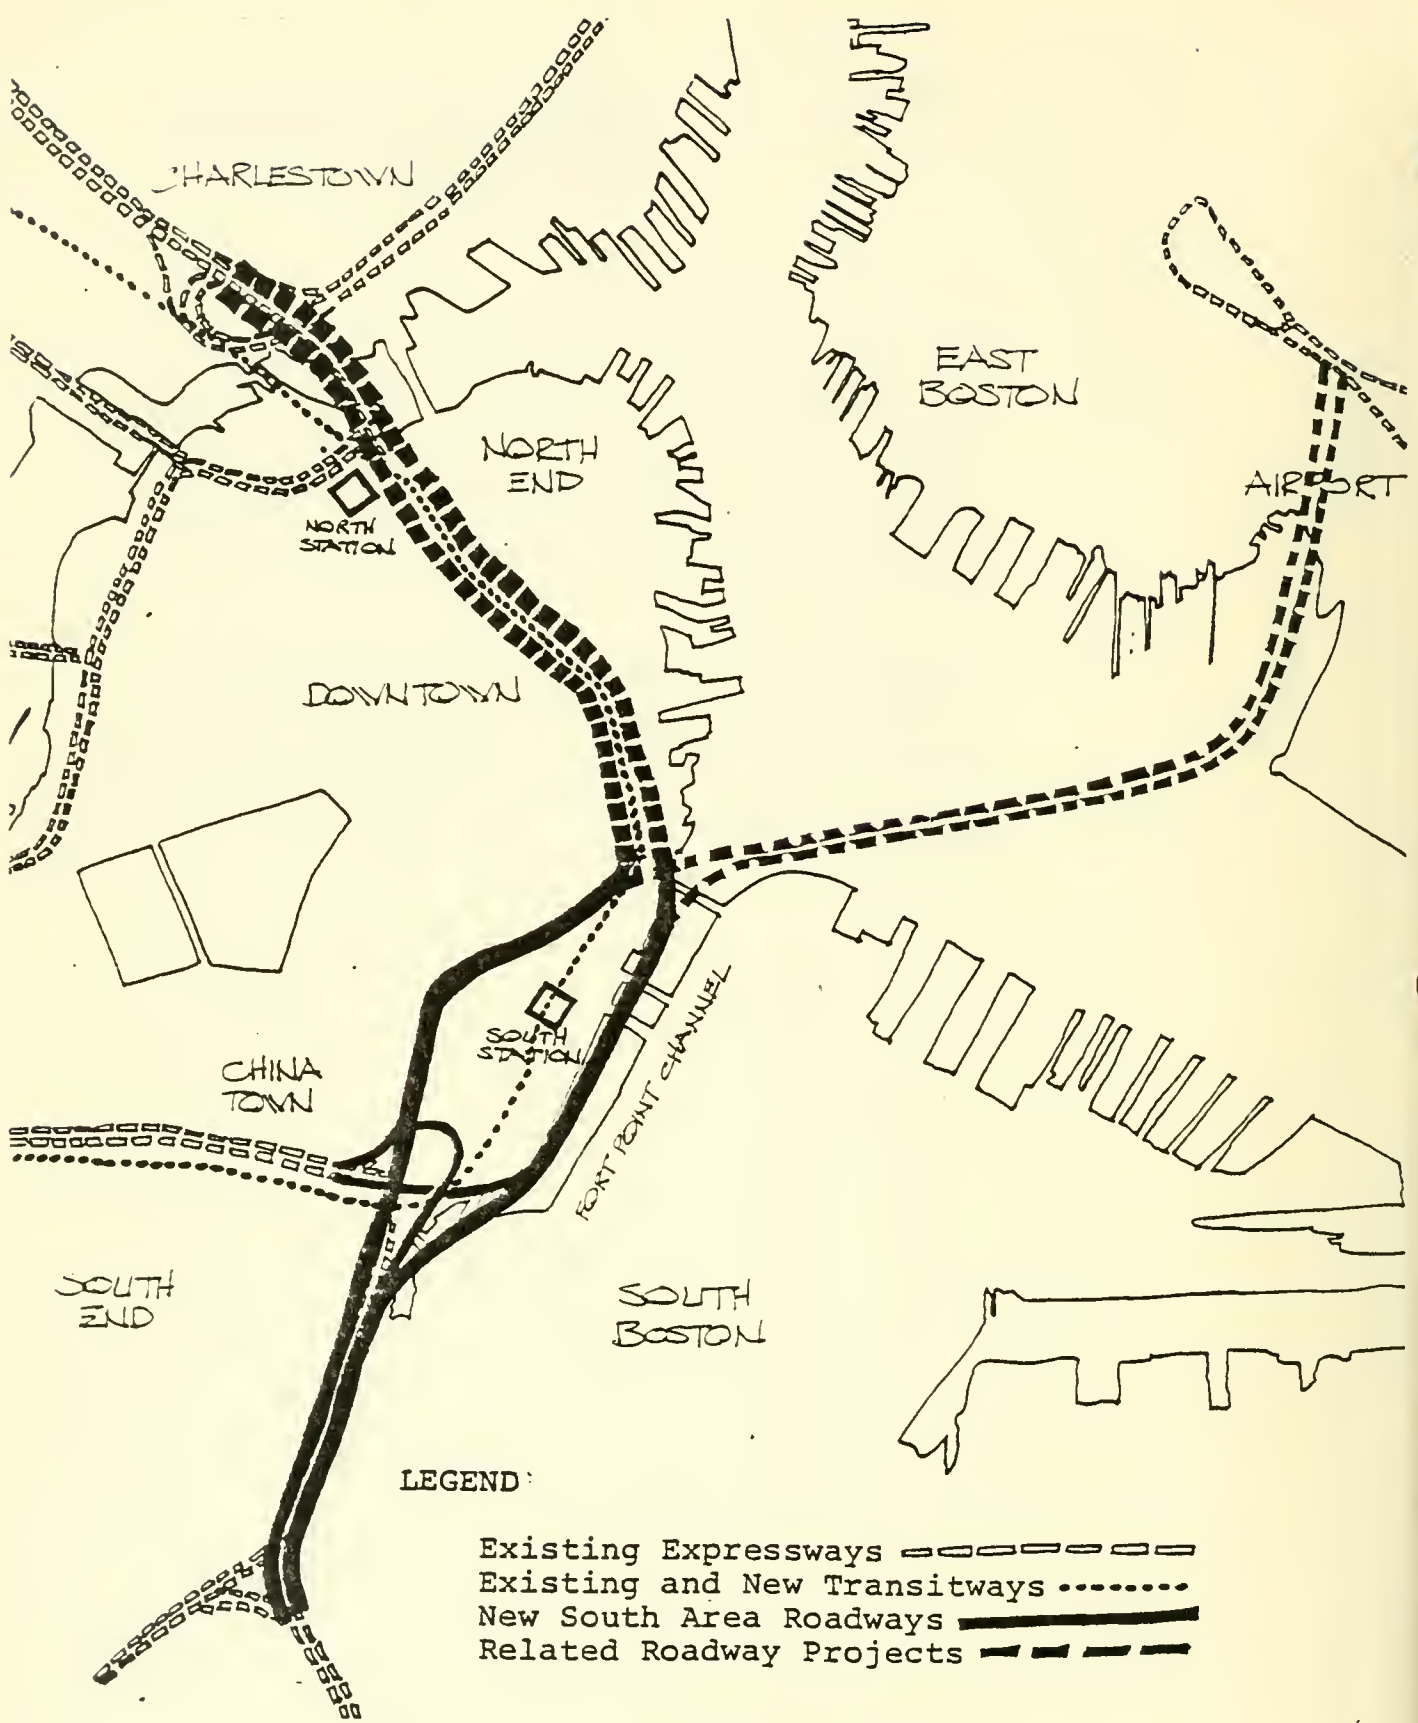 CHARLESTOWN
EAST
BOSTON
NORTH
END
AIRPORT
NORTH
STATION
DOWNTOWN
SOUTH
STATION
FORT POINT CHANNEL
CHINA
TOWN
SOUTH
END
SOUTH
BOSTON
LEGEND
Existing Expressways
Existing and New Transitways
New South Area Roadways
Related Roadway Projects